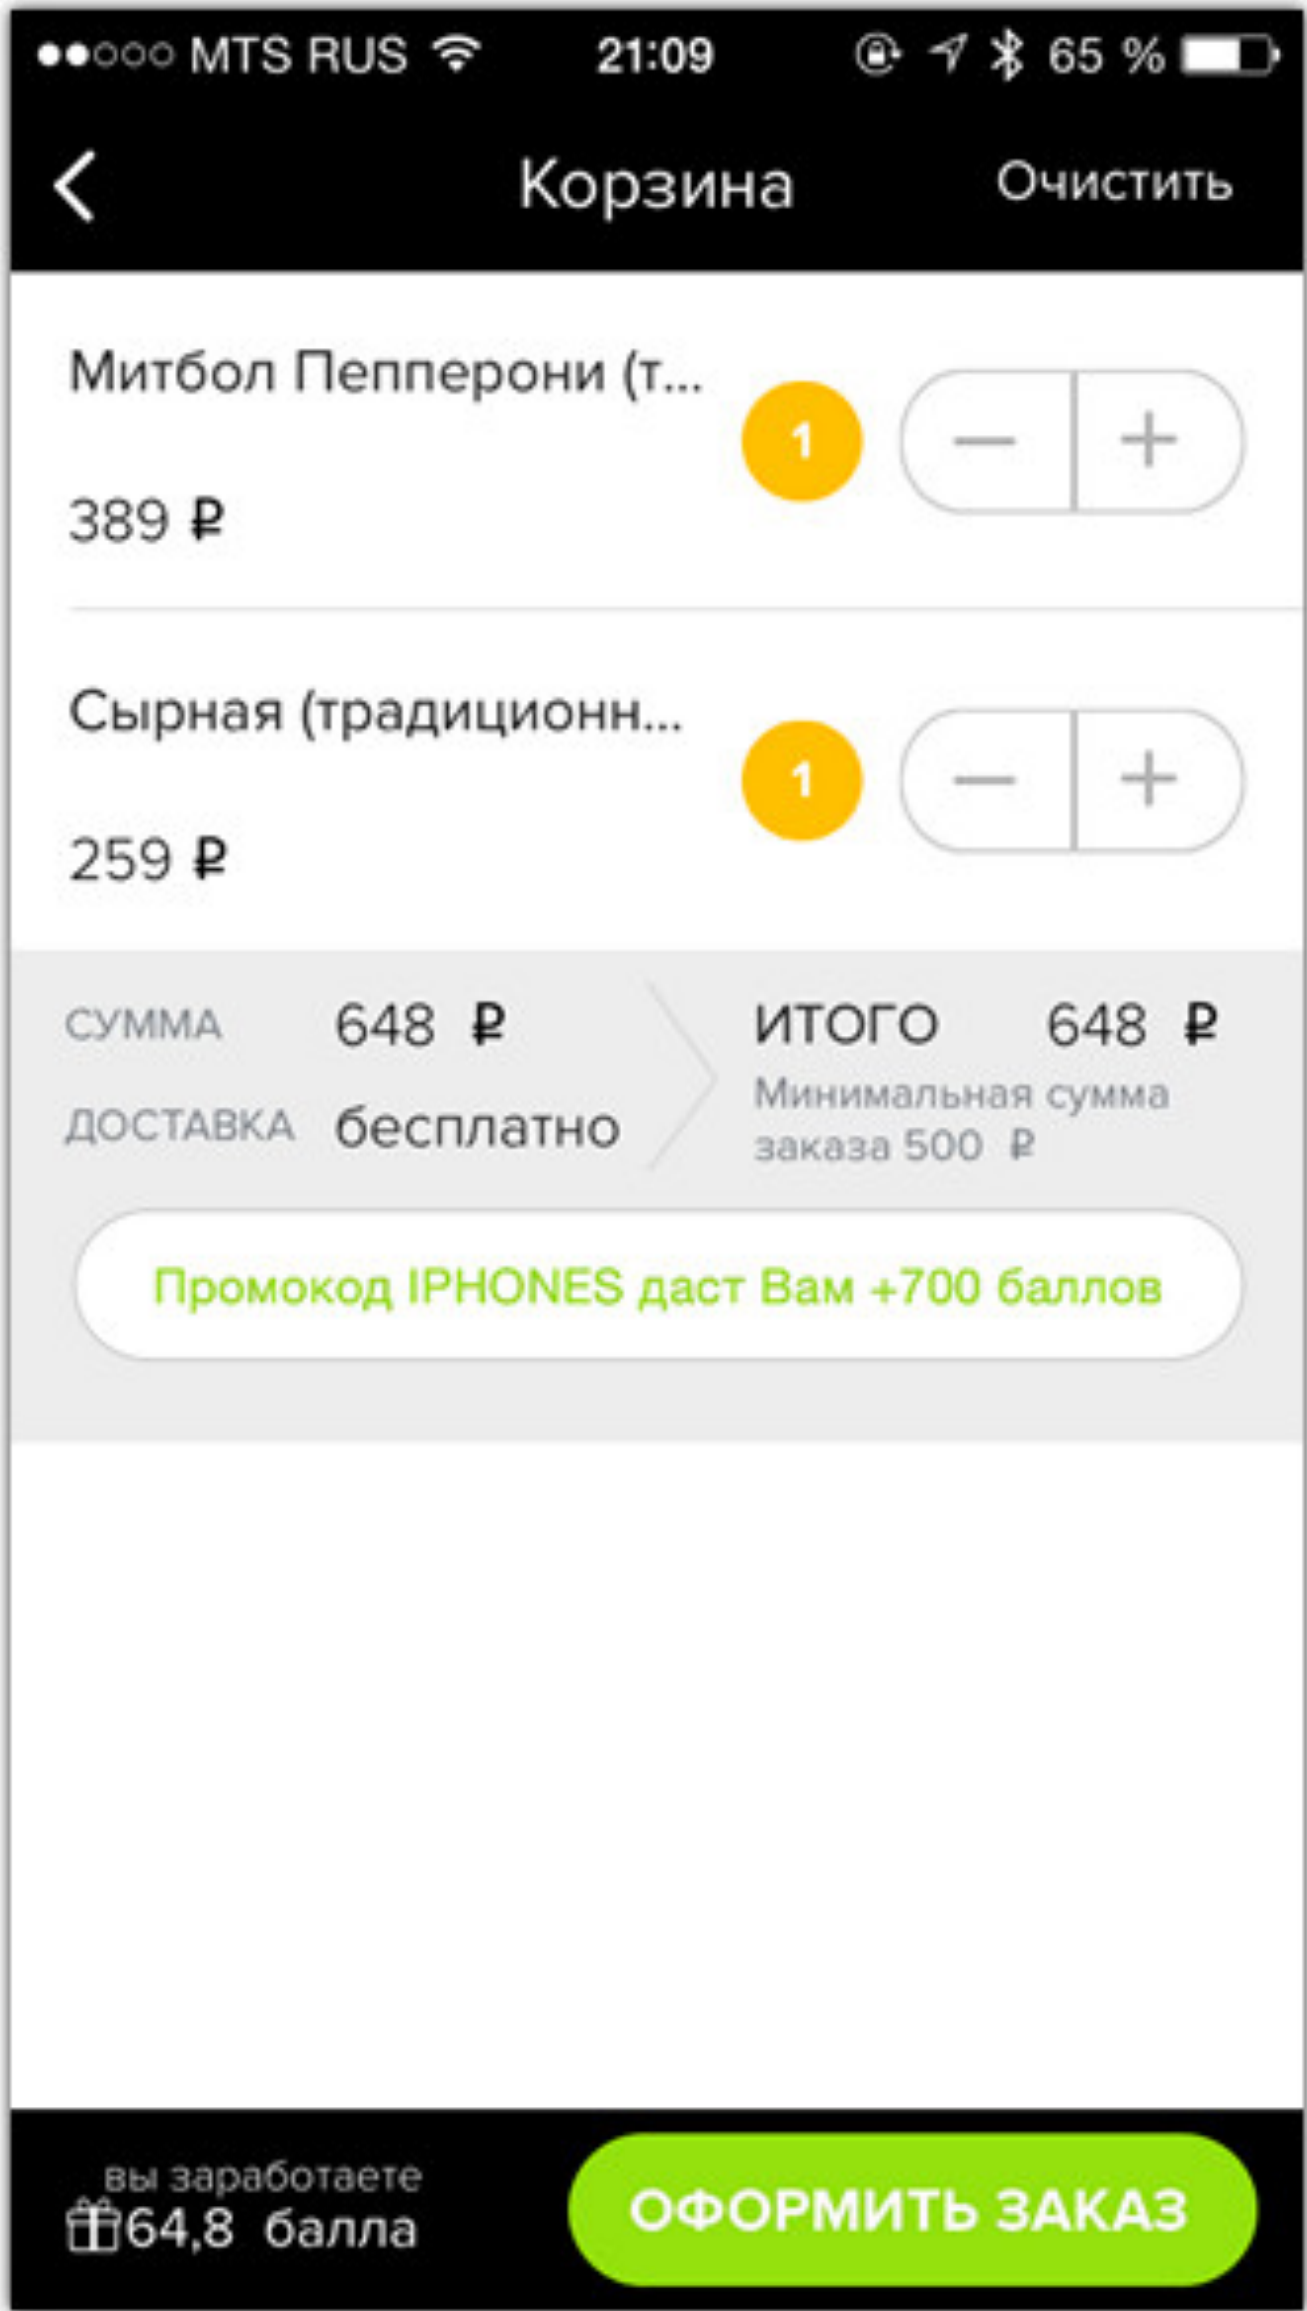 MTS RUS 21:09 65 %
Корзина Очистить
Митбол Пепперони (т...
1
389 ₽
Сырная (традиционн...
1
259 ₽
СУММА 648 ₽
ДОСТАВКА бесплатно
ИТОГО 648 ₽
Минимальная сумма
заказа 500 ₽
Промокод IPHONES даст Вам +700 баллов
вы заработаете
64,8 балла
ОФОРМИТЬ ЗАКАЗ